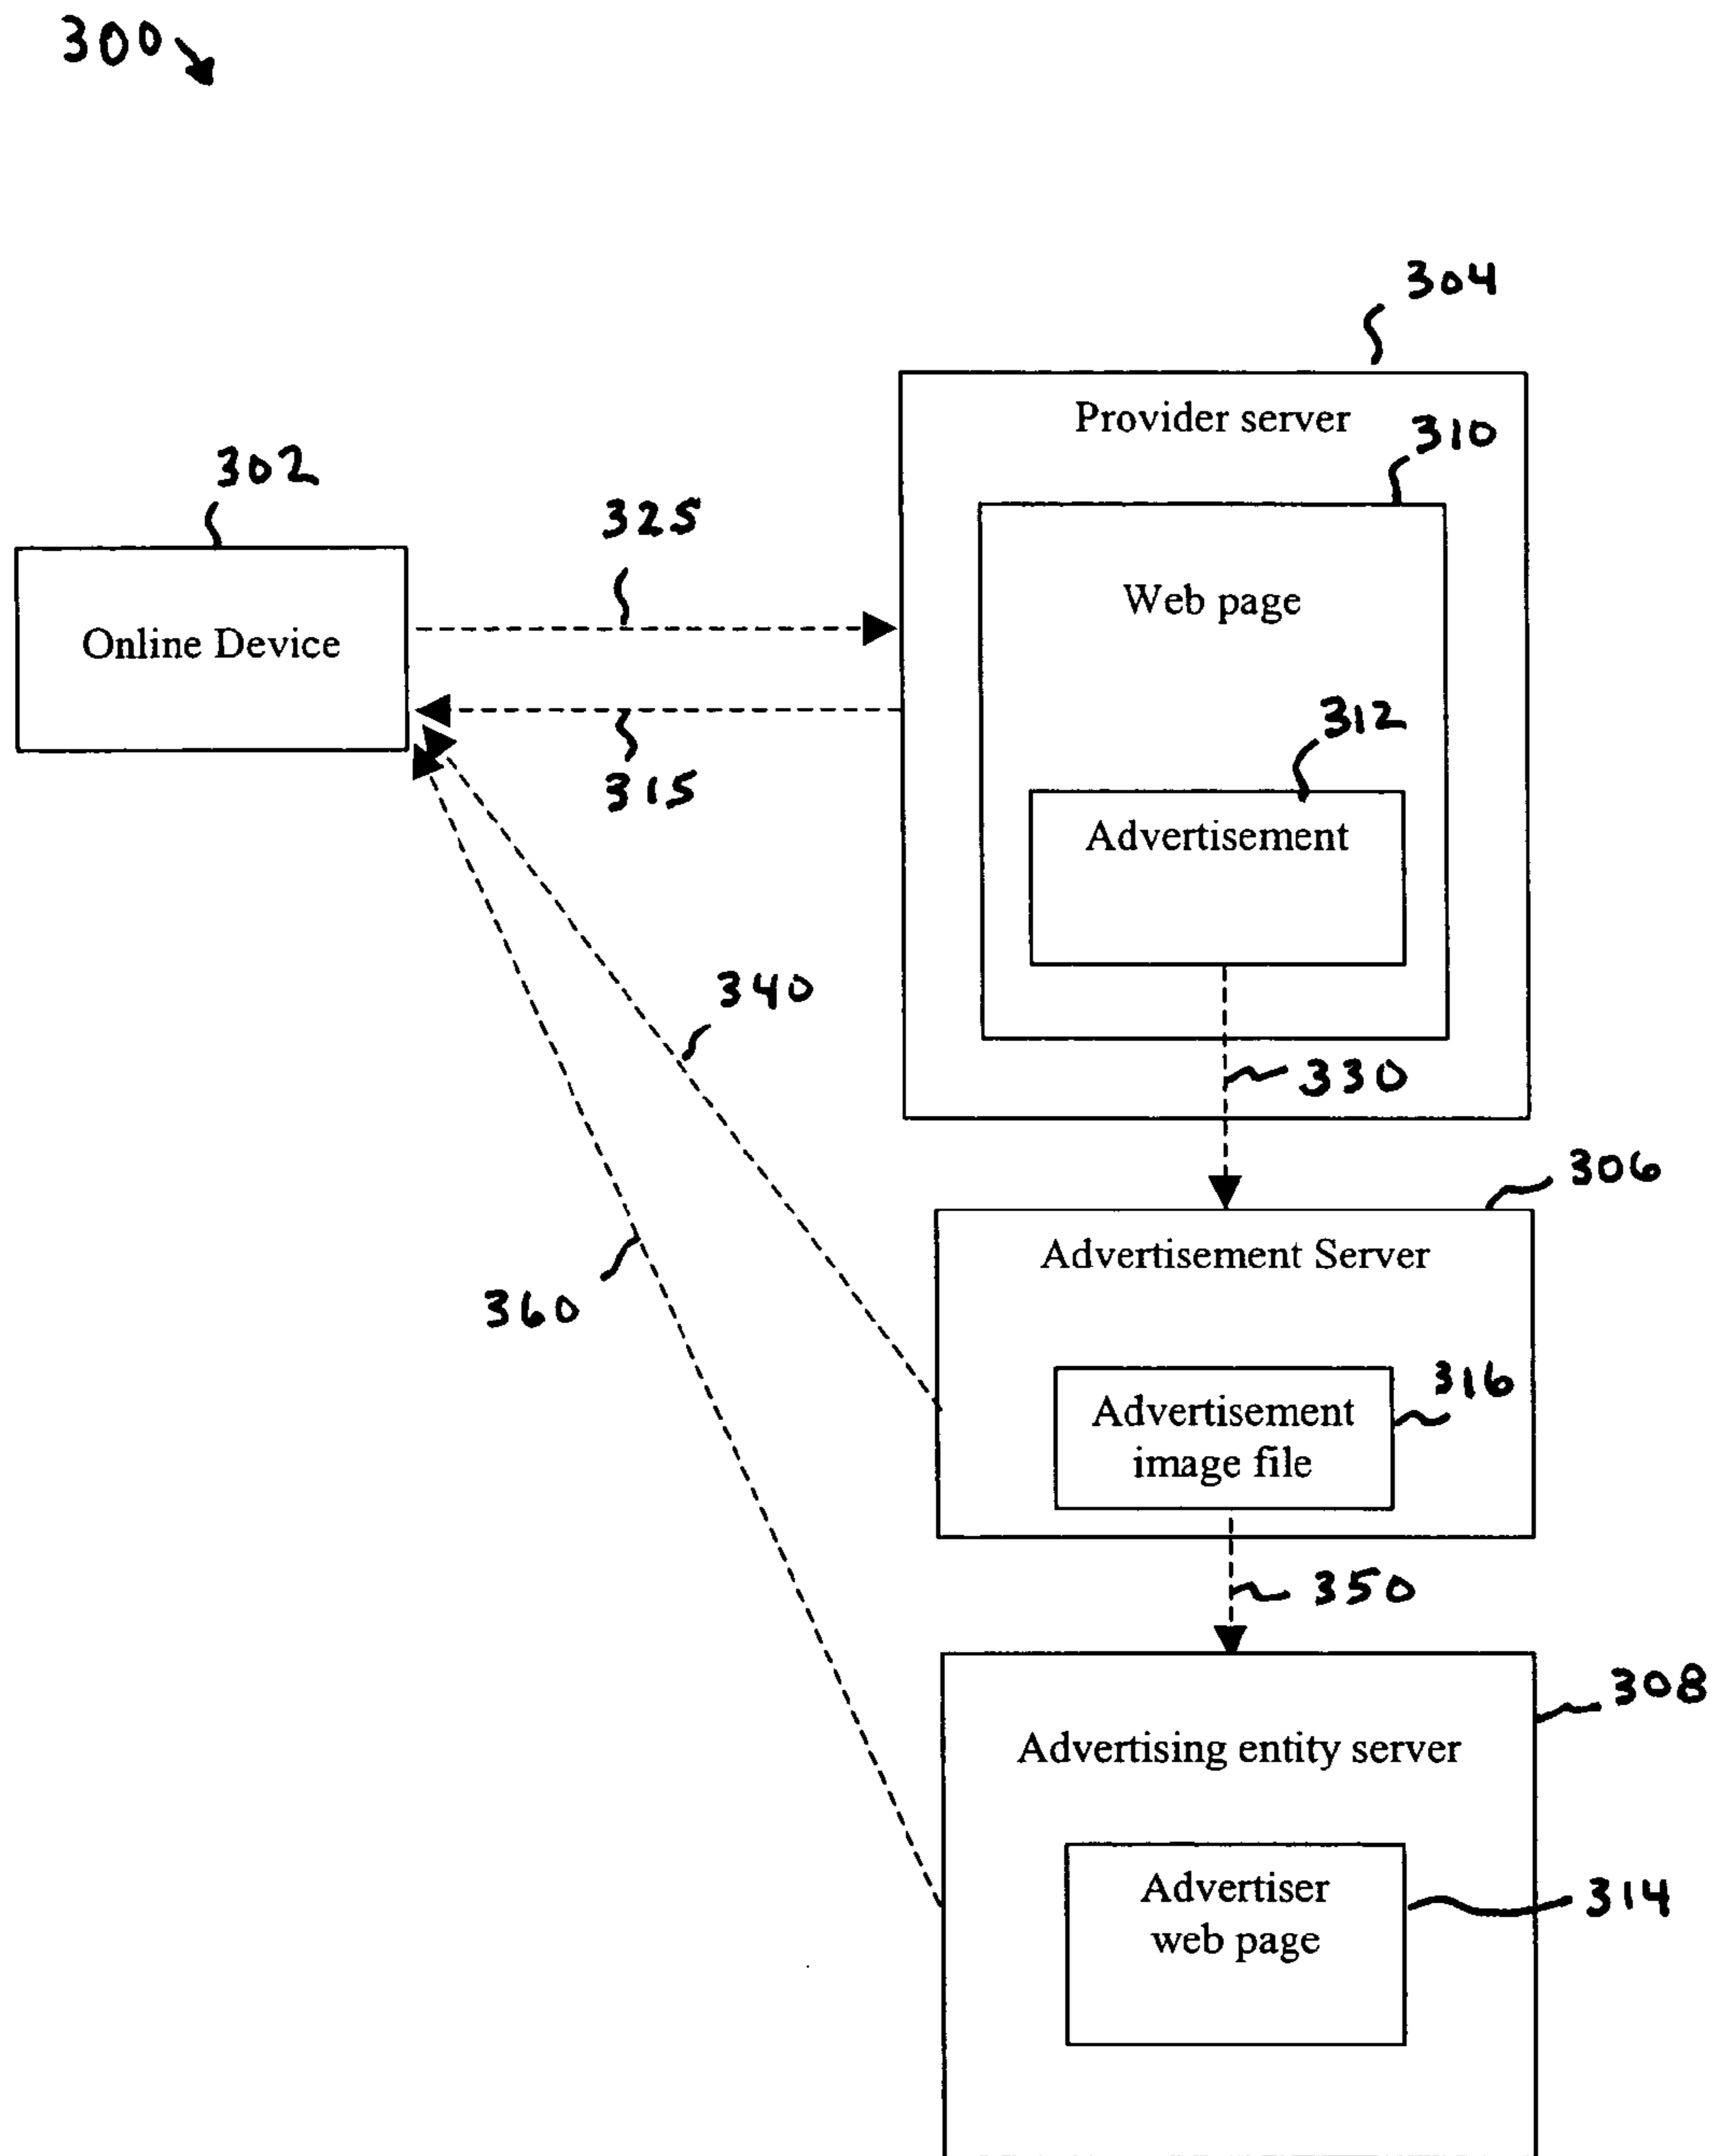 300
304
Provider server
310
302
325
Web page
Online Device
312
315
Advertisement
340
330
306
Advertisement Server
360
316
Advertisement
image file
350
308
Advertising entity server
Advertiser
web page
314